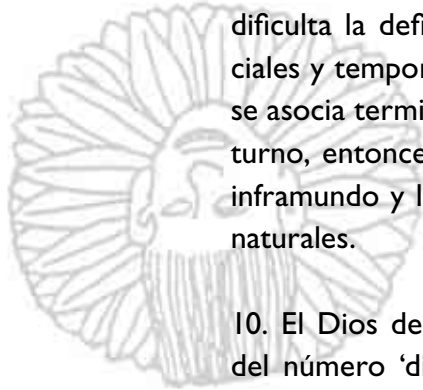 dificulta la defi
ciales y tempor
se asocia termi
turno, entonce
inframundo y l
naturales.
10. El Dios de
del número ‘di